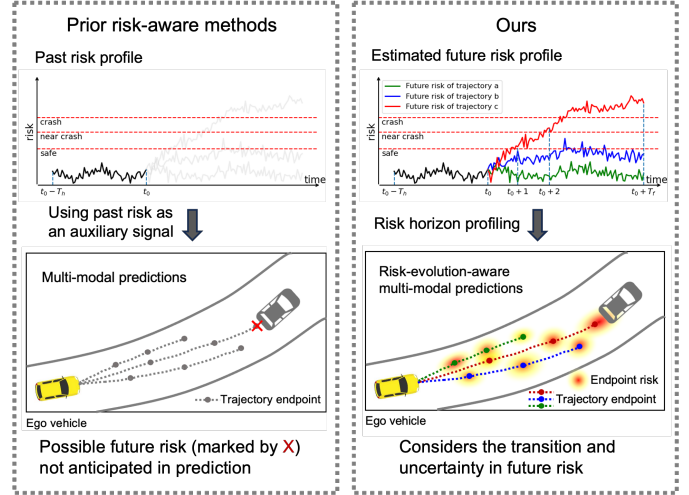 Prior risk-aware methods
Past risk profile
risk
crash
near crash
safe
time
t₀ − Tₕ
t₀
Using past risk as
an auxiliary signal
Multi-modal predictions
Trajectory endpoint
Ego vehicle
Possible future risk (marked by X)
not anticipated in prediction
Ours
Estimated future risk profile
Future risk of trajectory a
Future risk of trajectory b
Future risk of trajectory c
risk
crash
near crash
safe
time
t₀ − Tₕ
t₀
t₀ + 1
t₀ + 2
t₀ + T_f
Risk horizon profiling
Risk-evolution-aware
multi-modal predictions
Endpoint risk
Trajectory endpoint
Ego vehicle
Considers the transition and
uncertainty in future risk